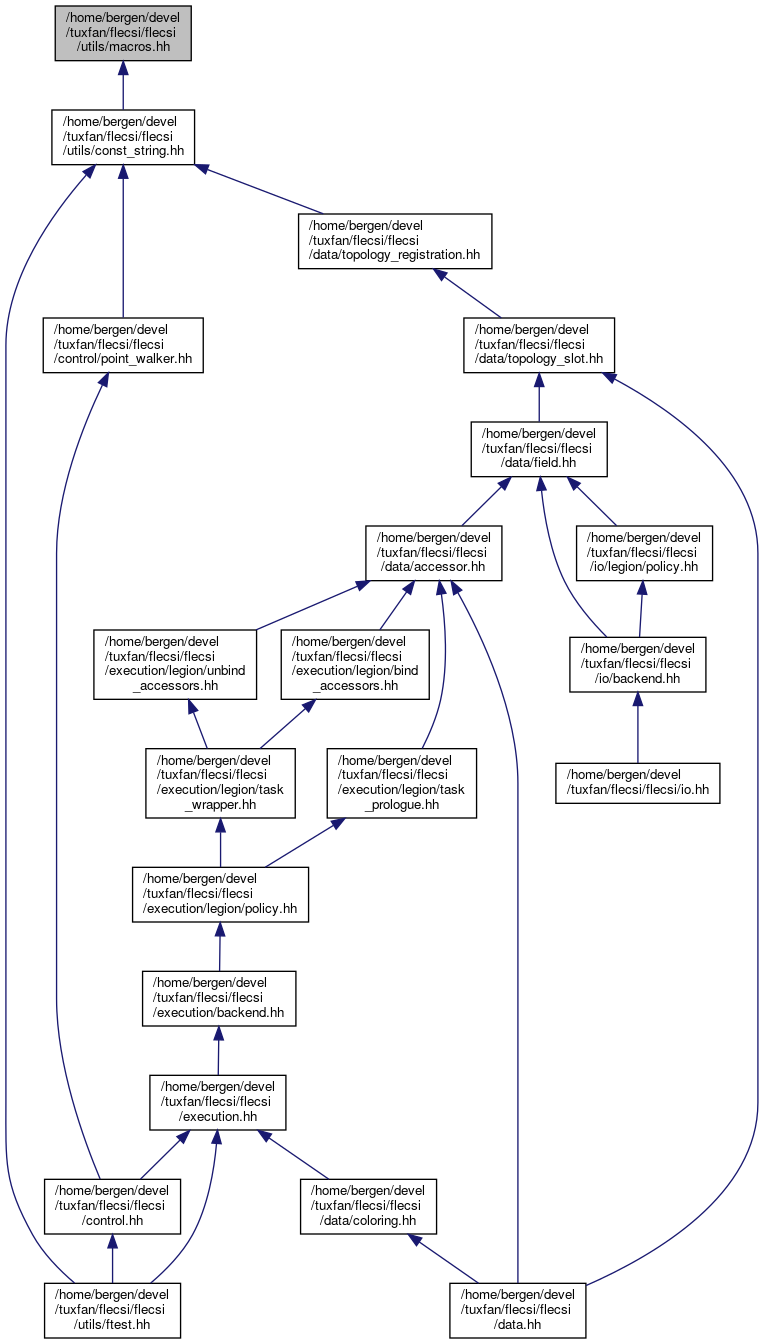 /home/bergen/devel
/tuxfan/flecsi/flecsi
/utils/macros.hh
/home/bergen/devel
/tuxfan/flecsi/flecsi
/utils/const_string.hh
/home/bergen/devel
/tuxfan/flecsi/flecsi
/data/topology_registration.hh
/home/bergen/devel
/tuxfan/flecsi/flecsi
/control/point_walker.hh
/home/bergen/devel
/tuxfan/flecsi/flecsi
/data/topology_slot.hh
/home/bergen/devel
/tuxfan/flecsi/flecsi
/data/field.hh
/home/bergen/devel
/tuxfan/flecsi/flecsi
/data/accessor.hh
/home/bergen/devel
/tuxfan/flecsi/flecsi
/io/legion/policy.hh
/home/bergen/devel
/tuxfan/flecsi/flecsi
/execution/legion/unbind
_accessors.hh
/home/bergen/devel
/tuxfan/flecsi/flecsi
/execution/legion/bind
_accessors.hh
/home/bergen/devel
/tuxfan/flecsi/flecsi
/io/backend.hh
/home/bergen/devel
/tuxfan/flecsi/flecsi
/execution/legion/task
_wrapper.hh
/home/bergen/devel
/tuxfan/flecsi/flecsi
/execution/legion/task
_prologue.hh
/home/bergen/devel
/tuxfan/flecsi/flecsi/io.hh
/home/bergen/devel
/tuxfan/flecsi/flecsi
/execution/legion/policy.hh
/home/bergen/devel
/tuxfan/flecsi/flecsi
/execution/backend.hh
/home/bergen/devel
/tuxfan/flecsi/flecsi
/execution.hh
/home/bergen/devel
/tuxfan/flecsi/flecsi
/control.hh
/home/bergen/devel
/tuxfan/flecsi/flecsi
/data/coloring.hh
/home/bergen/devel
/tuxfan/flecsi/flecsi
/utils/ftest.hh
/home/bergen/devel
/tuxfan/flecsi/flecsi
/data.hh